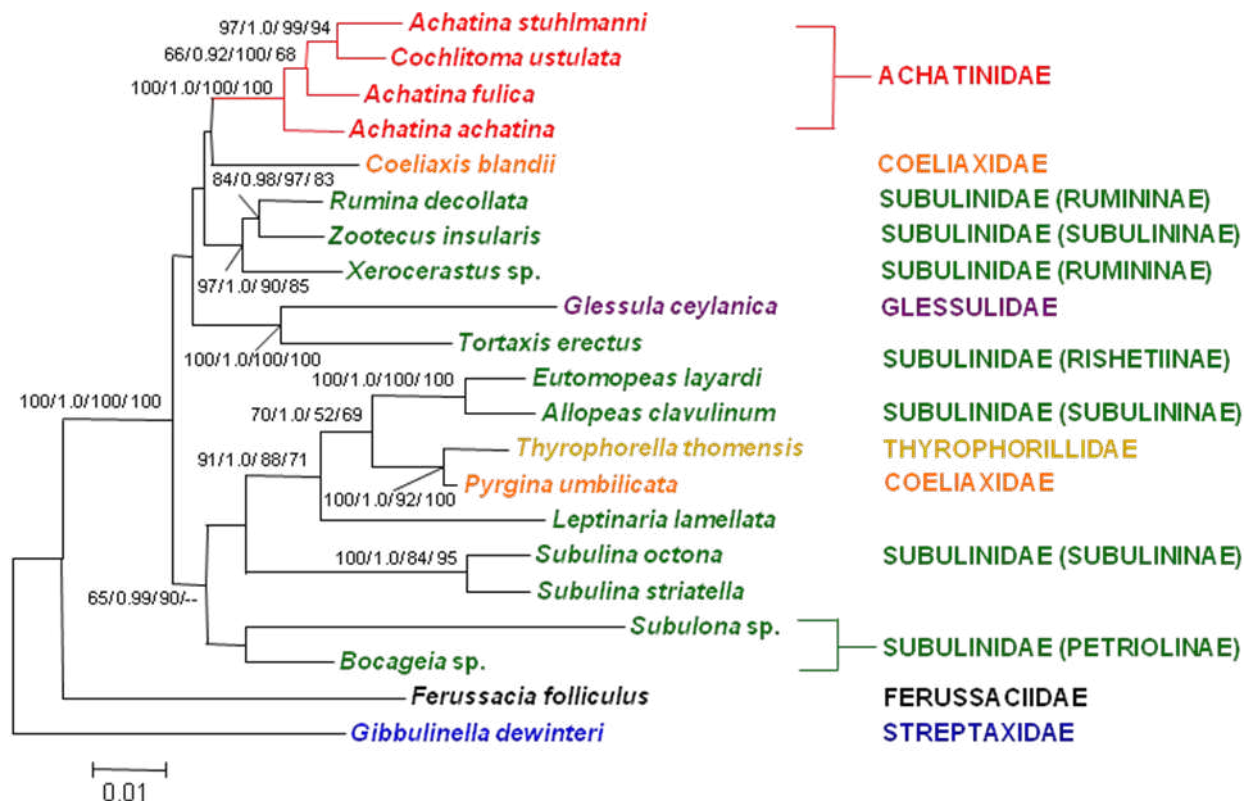 97/1.0/99/94
Achatina stuhlmanni
66/0.92/100/68
Cochlitoma ustulata
ACHATINIDAE
100/1.0/100/100
Achatina fulica
Achatina achatina
Coeliaxis blandii
COELIAXIDAE
84/0.98/97/83
Rumina decollata
SUBULINIDAE (RUMININAE)
Zootecus insularis
SUBULINIDAE (SUBULININAE)
Xerocerastus sp.
SUBULINIDAE (RUMININAE)
97/1.0/90/85
Glessula ceylanica
GLESSULIDAE
Tortaxis erectus
100/1.0/100/100
SUBULINIDAE (RISHETIINAE)
100/1.0/100/100
Eutomopeas layardi
100/1.0/100/100
70/1.0/52/69
Allopeas clavulinum
SUBULINIDAE (SUBULININAE)
Thyrophorella thomensis
THYROPHORILLIDAE
91/1.0/88/71
Pyrgina umbilicata
COELIAXIDAE
100/1.0/92/100
Leptinaria lamellata
100/1.0/84/95
Subulina octona
SUBULINIDAE (SUBULININAE)
Subulina striatella
65/0.99/90/--
Subulona sp.
SUBULINIDAE (PETRIOLINAE)
Bocageia sp.
Ferussacia folliculus
FERUSSACIIDAE
Gibbulinella dewinteri
STREPTAXIDAE
0.01